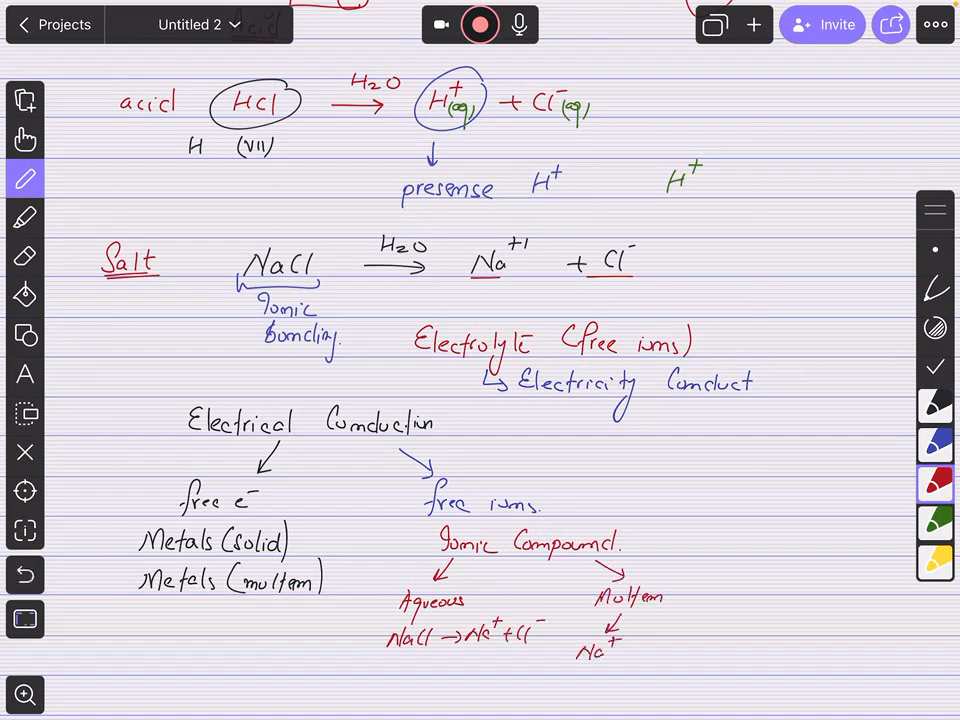 Projects Untitled 2 Invite
acid HCl H2O H+(aq) + Cl-(aq)
H (VII)
presense H+ H+
Salt NaCl H2O Na+1 + Cl-
Ionic
bonding.
Electrolyte (free ions)
Electricity Conduct
Electrical Conduction
free e- free ions.
Metals (solid) Ionic Compound.
Metals (molten)
Aqueous Molten
NaCl → Na+ + Cl- Na+